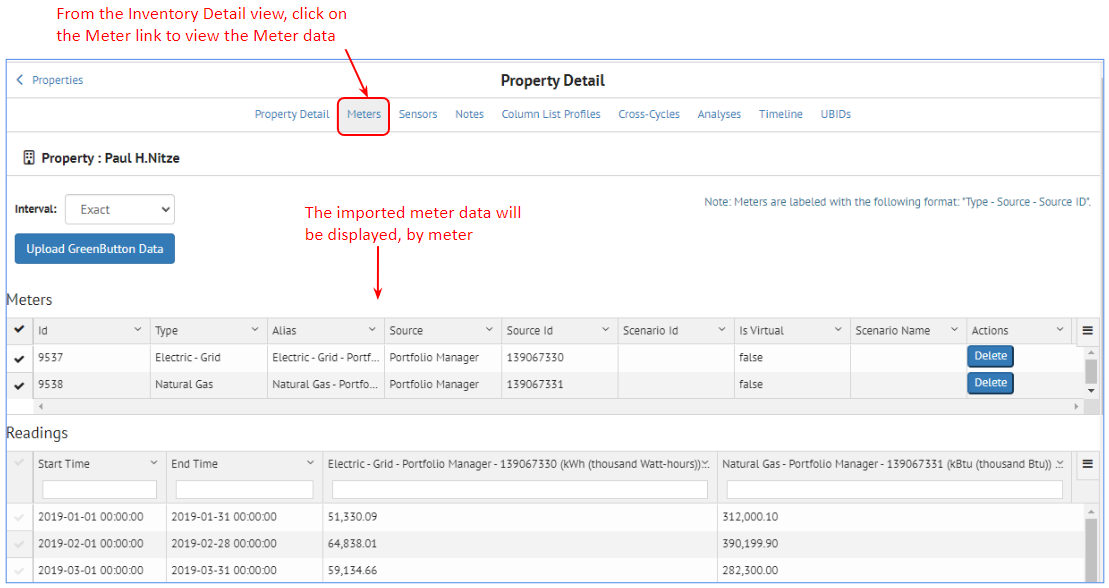 From the Inventory Detail view, click on
the Meter link to view the Meter data
Properties
Property Detail
Property Detail Meters Sensors Notes Column List Profiles Cross-Cycles Analyses Timeline UBIDs
Property : Paul H.Nitze
Interval: Exact
Note: Meters are labeled with the following format: "Type - Source - Source ID".
The imported meter data will
be displayed, by meter
Upload GreenButton Data
Meters
Id Type Alias Source Source Id Scenario Id Is Virtual Scenario Name Actions
9537 Electric - Grid Electric - Grid - Portf... Portfolio Manager 139067330 false Delete
9538 Natural Gas Natural Gas - Portfo... Portfolio Manager 139067331 false Delete
Readings
Start Time End Time Electric - Grid - Portfolio Manager - 139067330 (kWh (thousand Watt-hours))... Natural Gas - Portfolio Manager - 139067331 (kBtu (thousand Btu)) ...
2019-01-01 00:00:00 2019-01-31 00:00:00 51,330.09 312,000.10
2019-02-01 00:00:00 2019-02-28 00:00:00 64,838.01 390,199.90
2019-03-01 00:00:00 2019-03-31 00:00:00 59,134.66 282,300.00